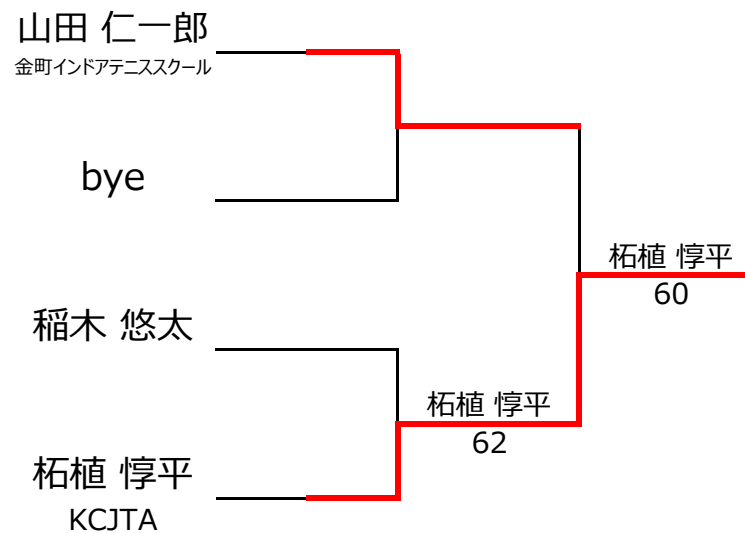 山田 仁一郎
金町インドアテニススクール
bye
稲木 悠太
柘植 惇平
KCJTA
柘植 惇平
62
柘植 惇平
60